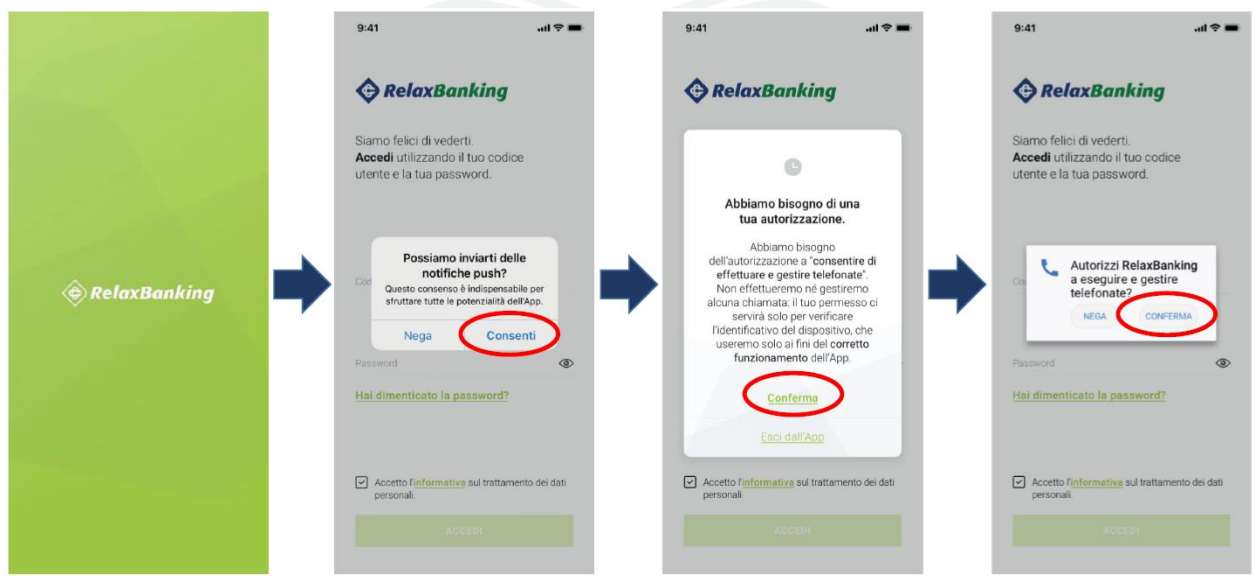 RelaxBanking
9:41
RelaxBanking
Siamo felici di vederti.
Accedi utilizzando il tuo codice
utente e la tua password.
Possiamo inviarti delle
notifiche push?
Questo consenso è indispensabile per
sfruttare tutte le potenzialità dell'App.
Nega Consenti
Password
Hai dimenticato la password?
Accetto l'informativa sul trattamento dei dati
personali.
ACCEDI
9:41
RelaxBanking
Abbiamo bisogno di una
tua autorizzazione.
Abbiamo bisogno
dell'autorizzazione a "consentire di
effettuare e gestire telefonate".
Non effettueremo né gestiremo
alcuna chiamata: il tuo permesso ci
servirà solo per verificare
l'identificativo del dispositivo, che
useremo solo ai fini del corretto
funzionamento dell'App.
Conferma
Esci dall'App
Accetto l'informativa sul trattamento dei dati
personali.
ACCEDI
9:41
RelaxBanking
Siamo felici di vederti.
Accedi utilizzando il tuo codice
utente e la tua password.
Autorizzi RelaxBanking
a eseguire e gestire
telefonate?
NEGA CONFERMA
Password
Hai dimenticato la password?
Accetto l'informativa sul trattamento dei dati
personali.
ACCEDI